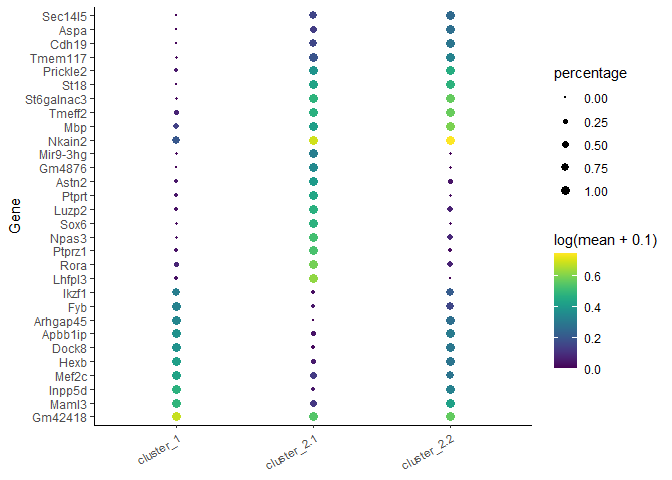 Gene
Sec14l5
Aspa
Cdh19
Tmem117
Prickle2
St18
St6galnac3
Tmeff2
Mbp
Nkain2
Mir9-3hg
Gm4876
Astn2
Ptprt
Luzp2
Sox6
Npas3
Ptprz1
Rora
Lhfpl3
Ikzf1
Fyb
Arhgap45
Apbb1ip
Dock8
Hexb
Mef2c
Inpp5d
Maml3
Gm42418
cluster_1
cluster_2.1
cluster_2.2
percentage
0.00
0.25
0.50
0.75
1.00
log(mean + 0.1)
0.6
0.4
0.2
0.0